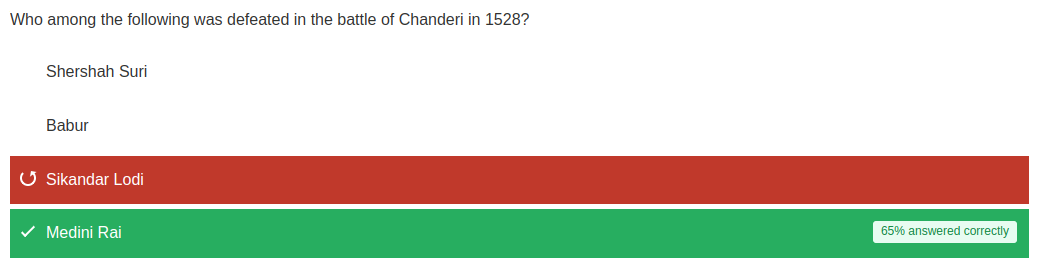 Who among the following was defeated in the battle of Chanderi in 1528?
Shershah Suri
Babur
Sikandar Lodi
Medini Rai 65% answered correctly